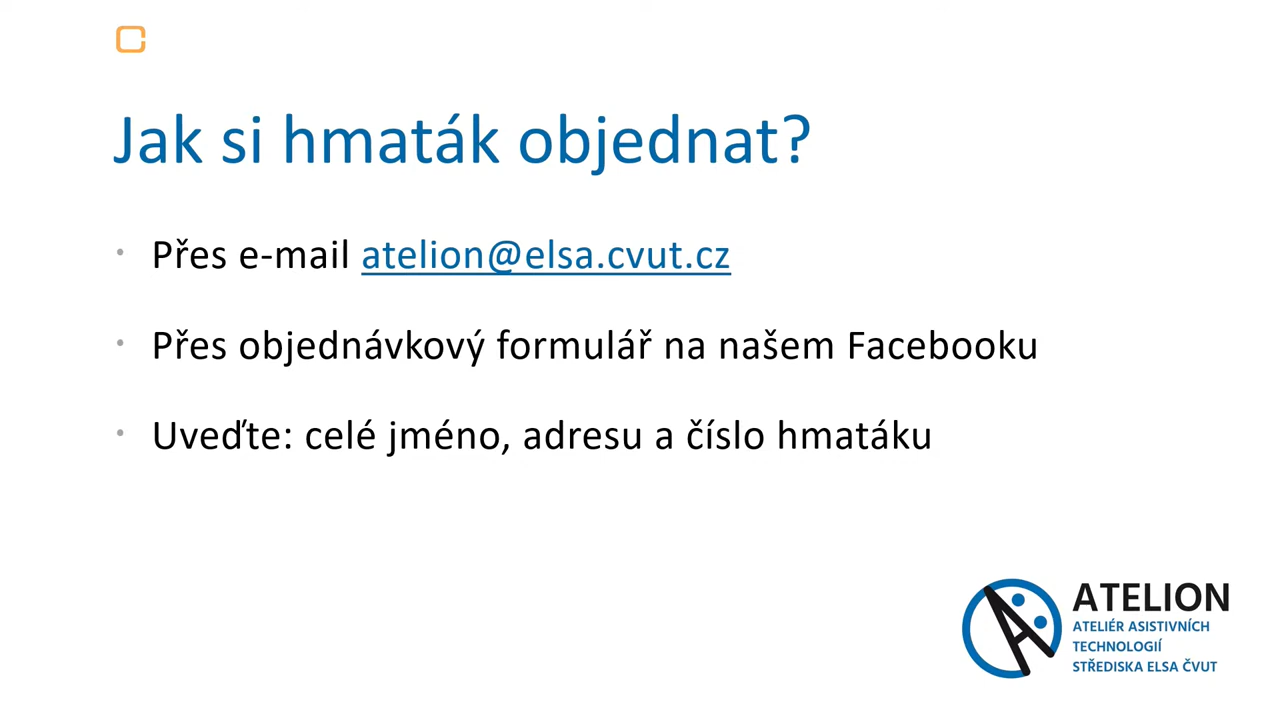 Jak si hmaták objednat?
Přes e-mail atelion@elsa.cvut.cz
Přes objednávkový formulář na našem Facebooku
Uveďte: celé jméno, adresu a číslo hmatáku
ATELION
ATELIÉR ASISTIVNÍCH
TECHNOLOGIÍ
STŘEDISKA ELSA ČVUT